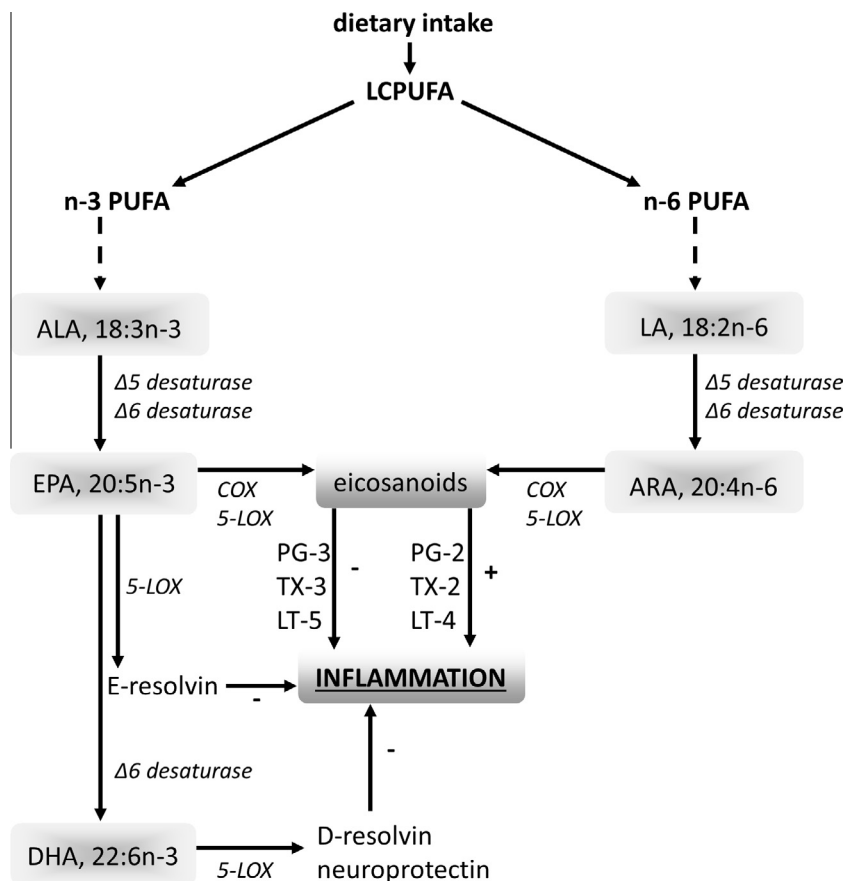 dietary intake
LCPUFA
n-3 PUFA
n-6 PUFA
ALA, 18:3n-3
LA, 18:2n-6
Δ5 desaturase
Δ6 desaturase
Δ5 desaturase
Δ6 desaturase
EPA, 20:5n-3
COX
5-LOX
eicosanoids
COX
5-LOX
ARA, 20:4n-6
5-LOX
PG-3
TX-3
LT-5
-
PG-2
TX-2
LT-4
+
E-resolvin
-
INFLAMMATION
-
Δ6 desaturase
DHA, 22:6n-3
5-LOX
D-resolvin
neuroprotectin